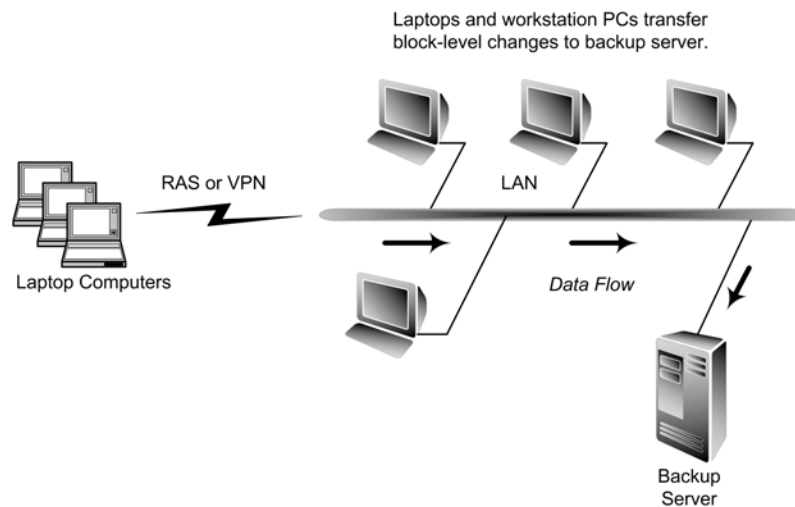 Laptops and workstation PCs transfer
block-level changes to backup server.
RAS or VPN
LAN
Laptop Computers
Data Flow
Backup
Server